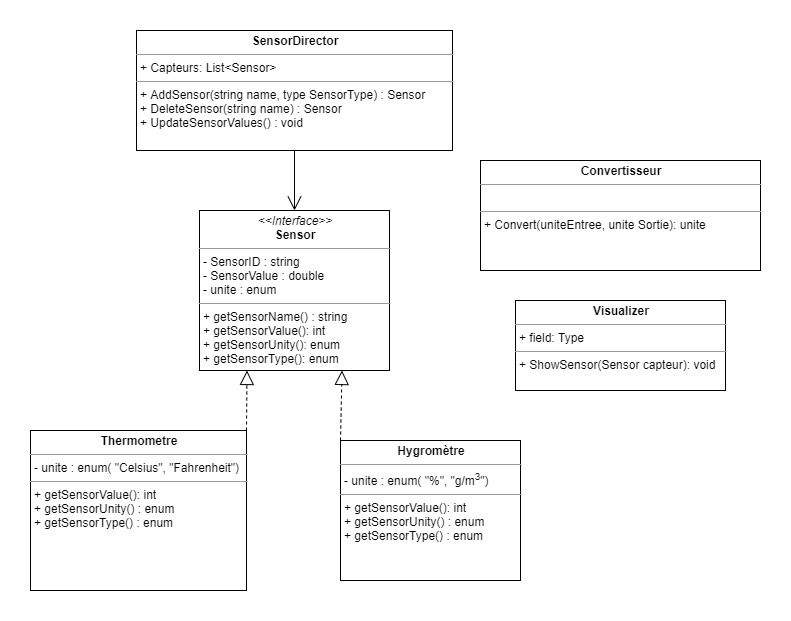 SensorDirector
+ Capteurs: List<Sensor>
+ AddSensor(string name, type SensorType) : Sensor
+ DeleteSensor(string name) : Sensor
+ UpdateSensorValues() : void
Convertisseur
+ Convert(uniteEntree, unite Sortie): unite
<<Interface>>
Sensor
- SensorID : string
- SensorValue : double
- unite : enum
+ getSensorName() : string
+ getSensorValue(): int
+ getSensorUnity(): enum
+ getSensorType(): enum
Visualizer
+ field: Type
+ ShowSensor(Sensor capteur): void
Thermometre
- unite : enum( "Celsius", "Fahrenheit")
+ getSensorValue(): int
+ getSensorUnity() : enum
+ getSensorType() : enum
Hygromètre
- unite : enum( "%", "g/m³")
+ getSensorValue(): int
+ getSensorUnity() : enum
+ getSensorType() : enum